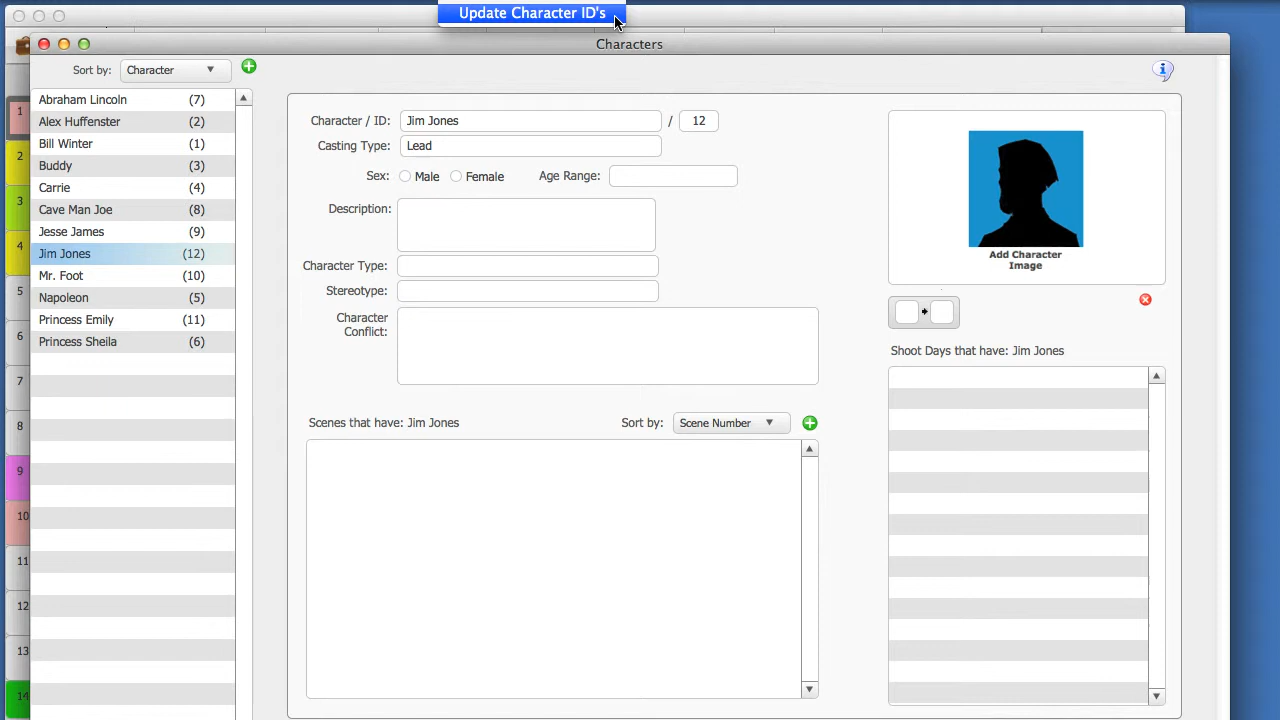 Update Character ID's
Characters
Sort by: Character
Abraham Lincoln (7)
Alex Huffenster (2)
Bill Winter (1)
Buddy (3)
Carrie (4)
Cave Man Joe (8)
Jesse James (9)
Jim Jones (12)
Mr. Foot (10)
Napoleon (5)
Princess Emily (11)
Princess Sheila (6)
1
2
3
4
5
6
7
8
9
10
11
12
13
14
Character / ID: Jim Jones / 12
Casting Type: Lead
Sex: Male Female Age Range:
Description:
Character Type:
Stereotype:
Character
Conflict:
Scenes that have: Jim Jones Sort by: Scene Number
Add Character
Image
Shoot Days that have: Jim Jones